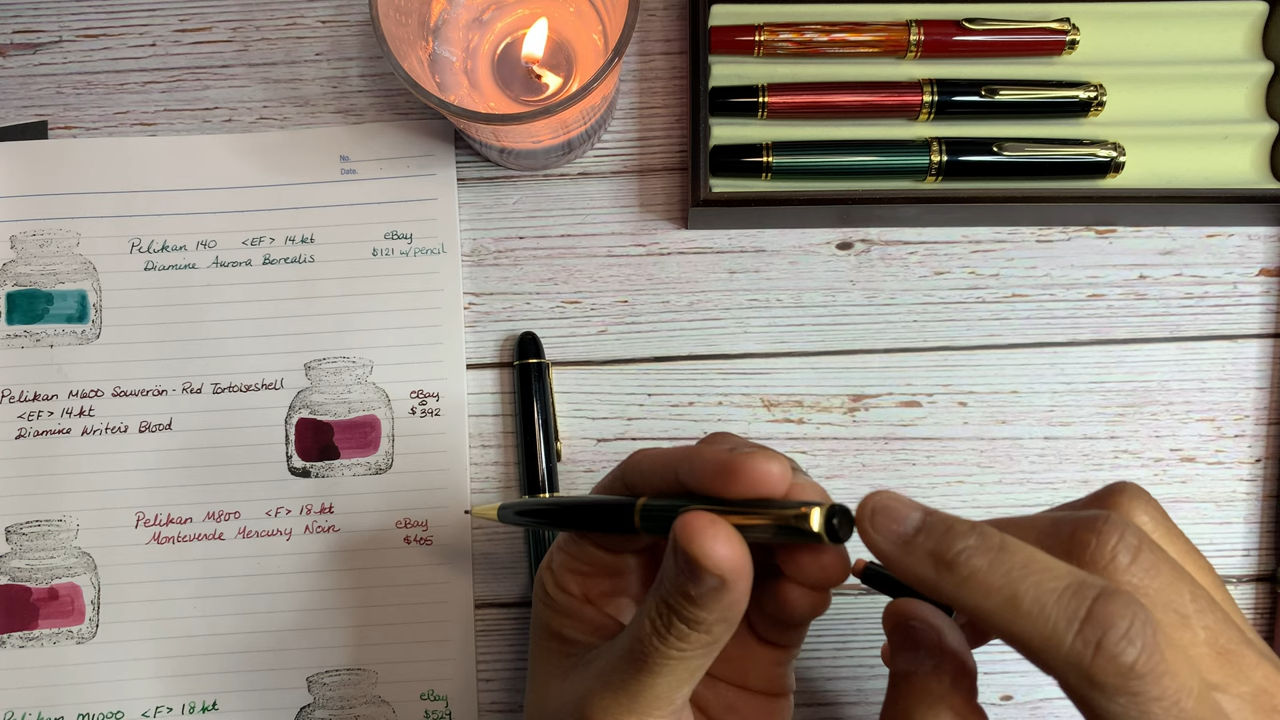 No.
Date.
Pelikan 140 <EF> 14kt
Diamine Aurora Borealis
eBay
$121 w/pencil
Pelikan M600 Souverän - Red Tortoiseshell
<EF> 14kt
Diamine Writer's Blood
eBay
$392
Pelikan M800 <F> 18kt
Monteverde Mercury Noir
eBay
$405
Pelikan M1000 <F> 18kt
eBay
$529